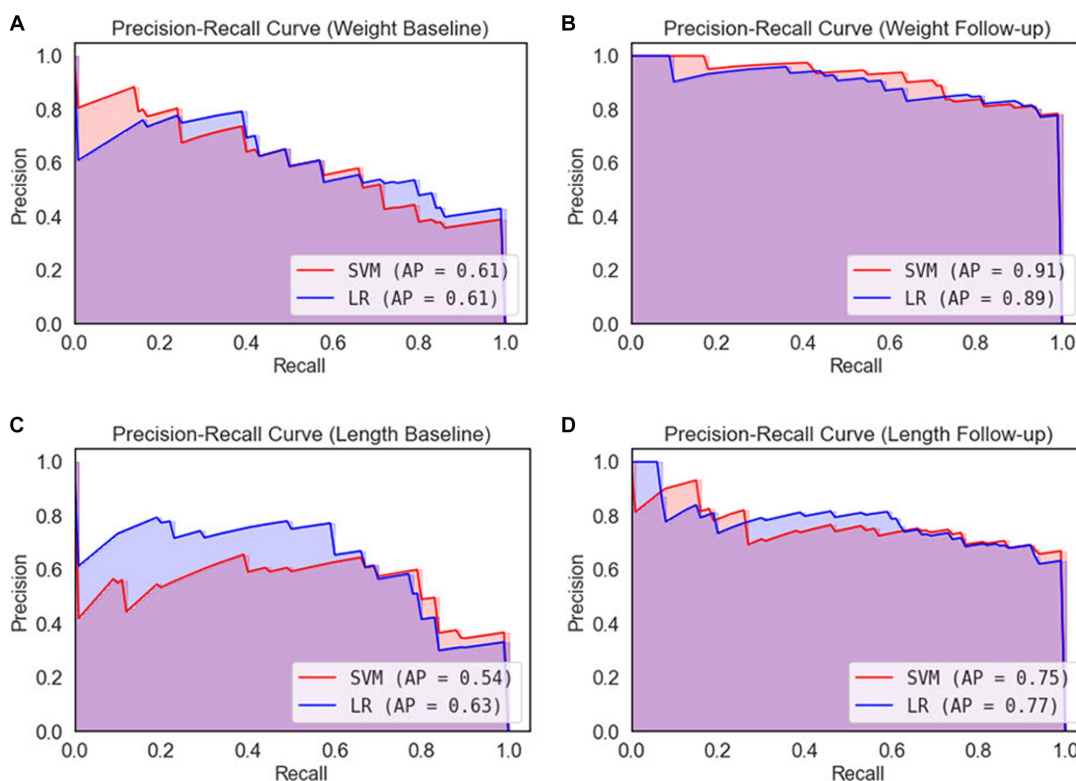 A
Precision-Recall Curve (Weight Baseline)
Precision
1.0
0.8
0.6
0.4
0.2
0.0
SVM (AP = 0.61)
LR (AP = 0.61)
0.0 0.2 0.4 0.6 0.8 1.0
Recall
B
Precision-Recall Curve (Weight Follow-up)
Precision
1.0
0.8
0.6
0.4
0.2
0.0
SVM (AP = 0.91)
LR (AP = 0.89)
0.0 0.2 0.4 0.6 0.8 1.0
Recall
C
Precision-Recall Curve (Length Baseline)
Precision
1.0
0.8
0.6
0.4
0.2
0.0
SVM (AP = 0.54)
LR (AP = 0.63)
0.0 0.2 0.4 0.6 0.8 1.0
Recall
D
Precision-Recall Curve (Length Follow-up)
Precision
1.0
0.8
0.6
0.4
0.2
0.0
SVM (AP = 0.75)
LR (AP = 0.77)
0.0 0.2 0.4 0.6 0.8 1.0
Recall